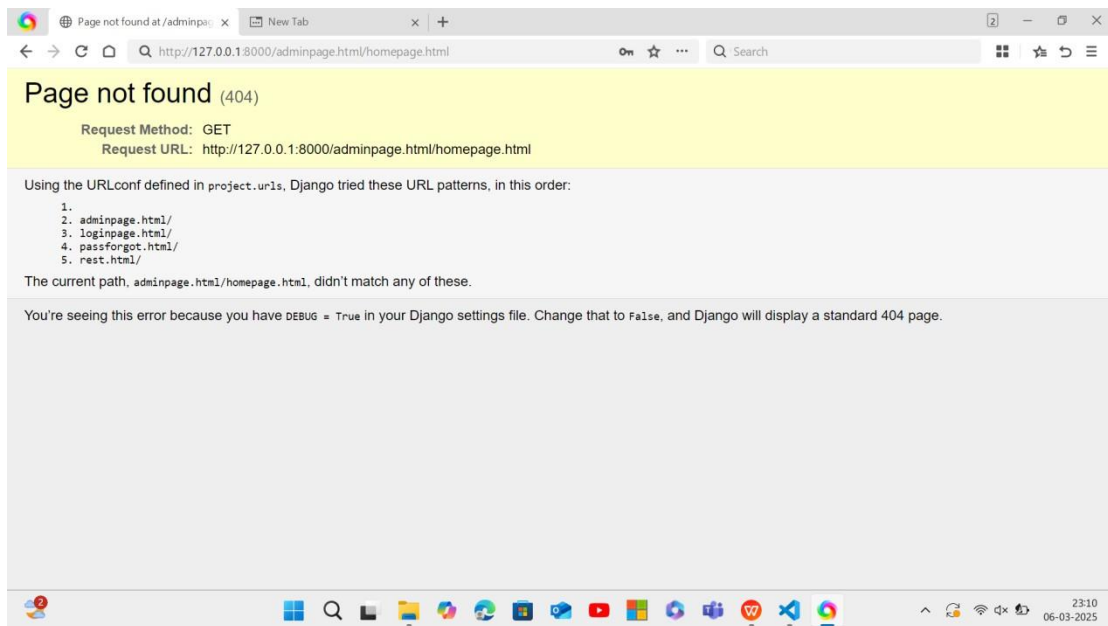 Page not found at /adminpag
New Tab
2
http://127.0.0.1:8000/adminpage.html/homepage.html
Search
Page not found (404)
Request Method: GET
Request URL: http://127.0.0.1:8000/adminpage.html/homepage.html
Using the URLconf defined in project.urls, Django tried these URL patterns, in this order:
1.
2. adminpage.html/
3. loginpage.html/
4. passforgot.html/
5. rest.html/
The current path, adminpage.html/homepage.html, didn't match any of these.
You're seeing this error because you have DEBUG = True in your Django settings file. Change that to False, and Django will display a standard 404 page.
2
23:10
06-03-2025